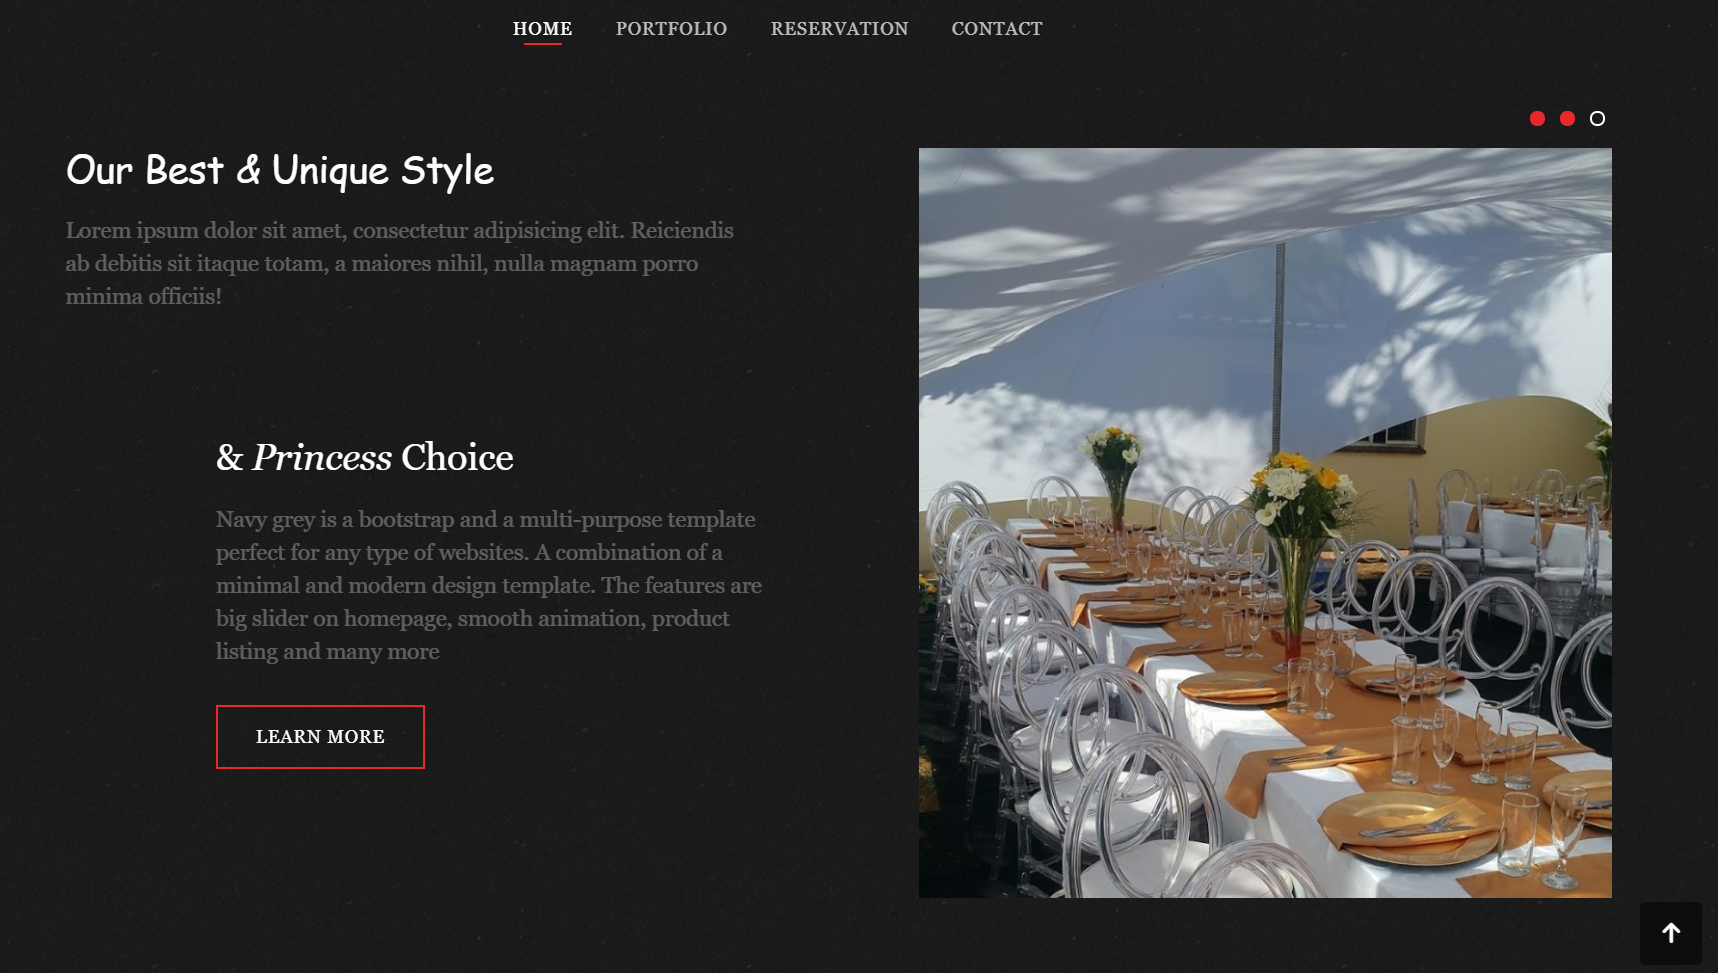 HOME PORTFOLIO RESERVATION CONTACT
Our Best & Unique Style
Lorem ipsum dolor sit amet, consectetur adipisicing elit. Reiciendis
ab debitis sit itaque totam, a maiores nihil, nulla magnam porro
minima officiis!
& Princess Choice
Navy grey is a bootstrap and a multi-purpose template
perfect for any type of websites. A combination of a
minimal and modern design template. The features are
big slider on homepage, smooth animation, product
listing and many more
LEARN MORE